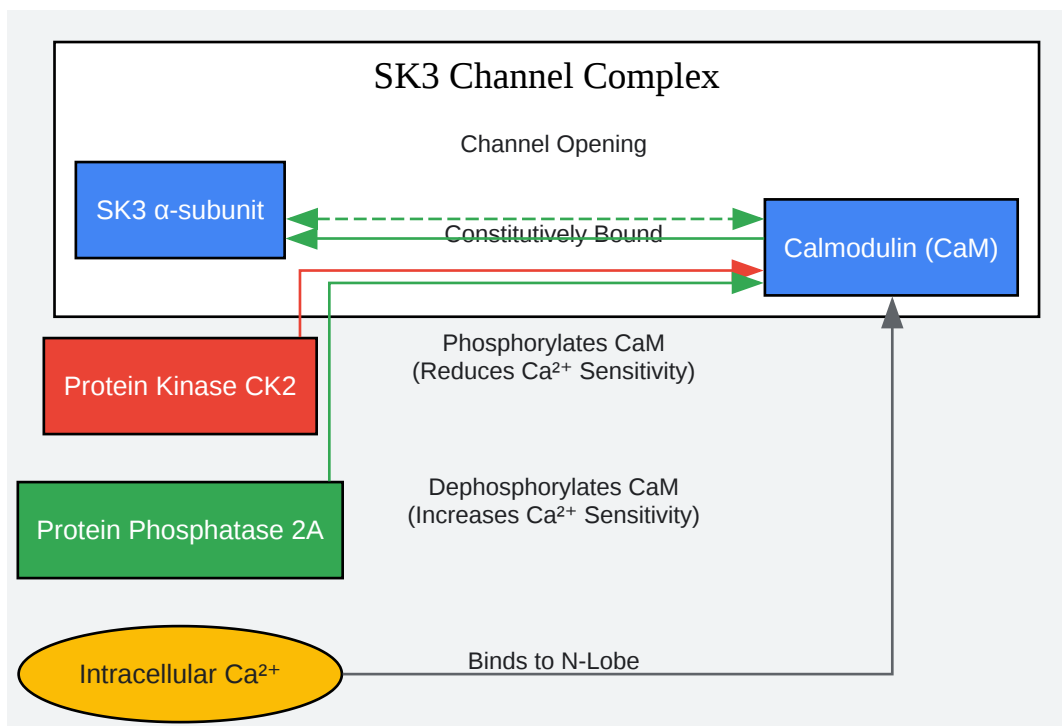 SK3 Channel Complex
Channel Opening
SK3 α-subunit
Constitutively Bound
Calmodulin (CaM)
Phosphorylates CaM
(Reduces Ca²⁺ Sensitivity)
Protein Kinase CK2
Dephosphorylates CaM
(Increases Ca²⁺ Sensitivity)
Protein Phosphatase 2A
Binds to N-Lobe
Intracellular Ca²⁺